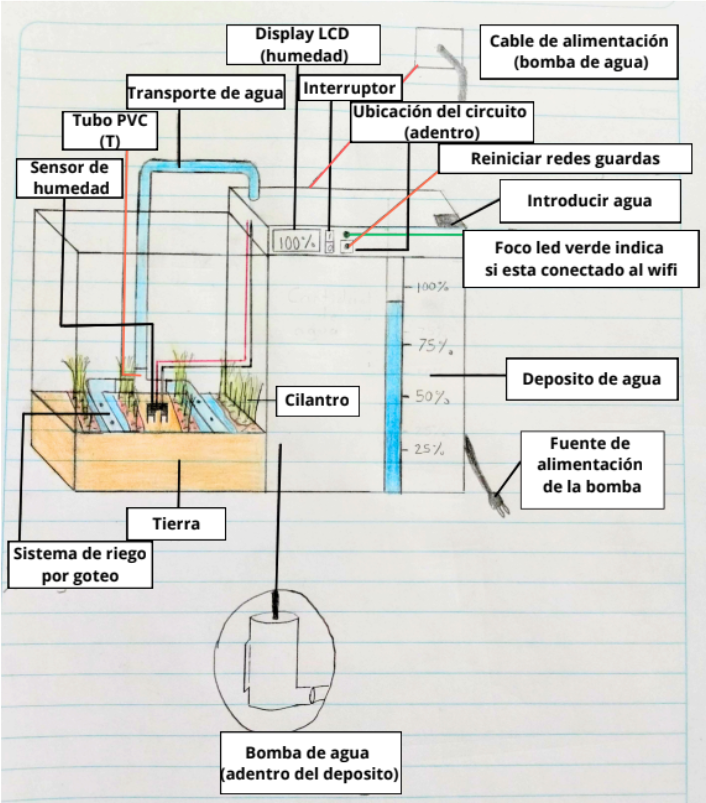 Display LCD
(humedad)
Cable de alimentación
(bomba de agua)
Transporte de agua
Interruptor
Ubicación del circuito
(adentro)
Tubo PVC
(T)
Reiniciar redes guardas
Sensor de
humedad
Introducir agua
100%
I
O
Foco led verde indica
si esta conectado al wifi
100%
75%
Deposito de agua
50%
Cilantro
25%
Fuente de
alimentación
de la bomba
Tierra
Sistema de riego
por goteo
Bomba de agua
(adentro del deposito)